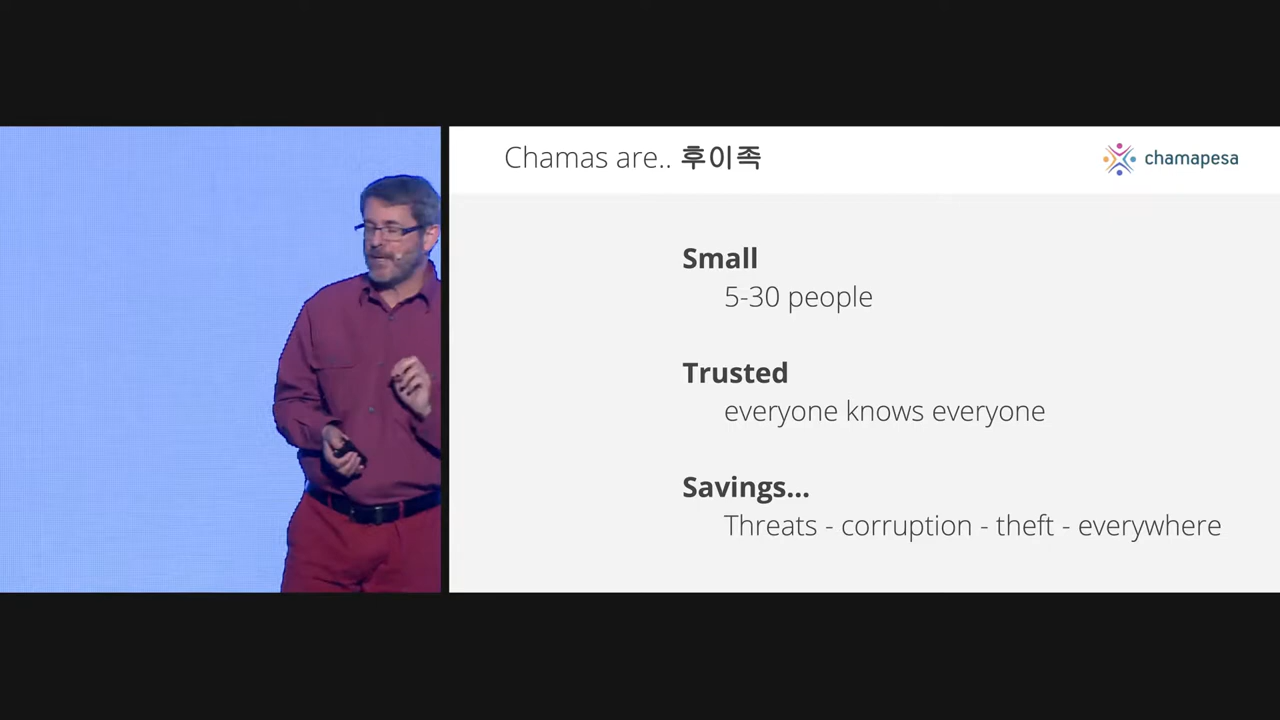 Chamas are.. 후이족
chamapesa
Small
5-30 people
Trusted
everyone knows everyone
Savings...
Threats - corruption - theft - everywhere